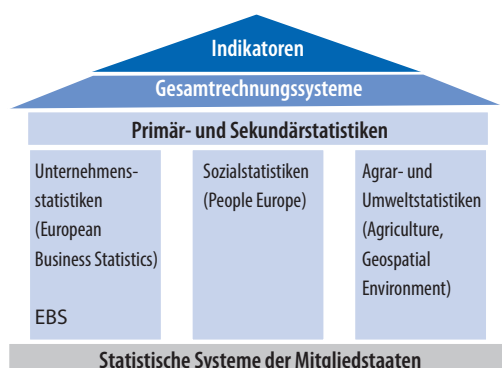 Indikatoren
Gesamtrechnungssysteme
Primär- und Sekundärstatistiken
Unternehmens-
statistiken
(European
Business Statistics)
EBS
Sozialstatistiken
(People Europe)
Agrar- und
Umweltstatistiken
(Agriculture,
Geospatial
Environment)
Statistische Systeme der Mitgliedstaaten